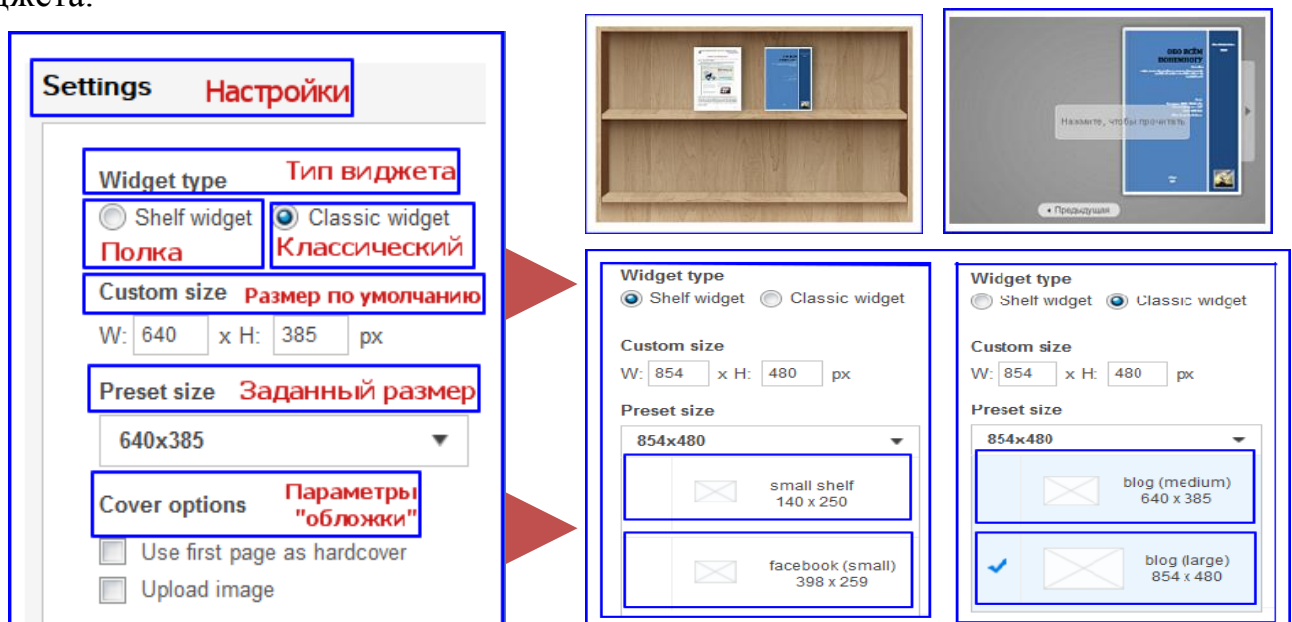 джета.
Settings Настройки
Widget type Тип виджета
Shelf widget Classic widget
Полка Классический
Custom size Размер по умолчанию
W: 640 x H: 385 px
Preset size Заданный размер
640x385
Cover options Параметры "обложки"
Use first page as hardcover
Upload image
ОБО ВСЁМ
ПОНЕМНОГУ
Нажмите, чтобы прочитать
Предыдущая
Widget type
Shelf widget Classic widget
Custom size
W: 854 x H: 480 px
Preset size
854x480
small shelf
140 x 250
facebook (small)
398 x 259
Widget type
Shelf widget Classic widget
Custom size
W: 854 x H: 480 px
Preset size
854x480
blog (medium)
640 x 385
blog (large)
854 x 480